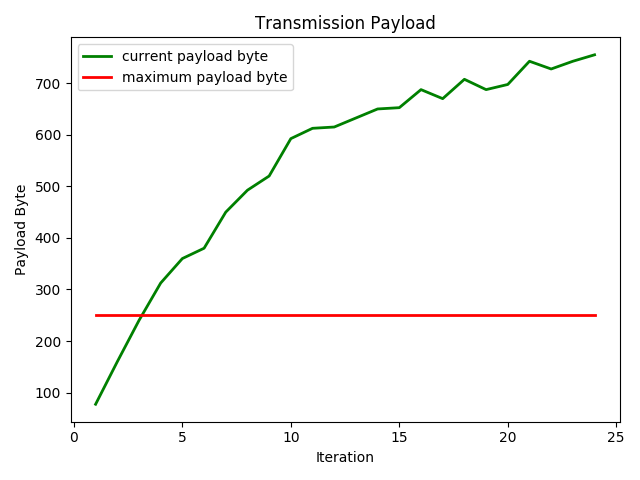 Transmission Payload
current payload byte
maximum payload byte
700
600
500
400
300
200
100
Payload Byte
0
5
10
15
20
25
Iteration